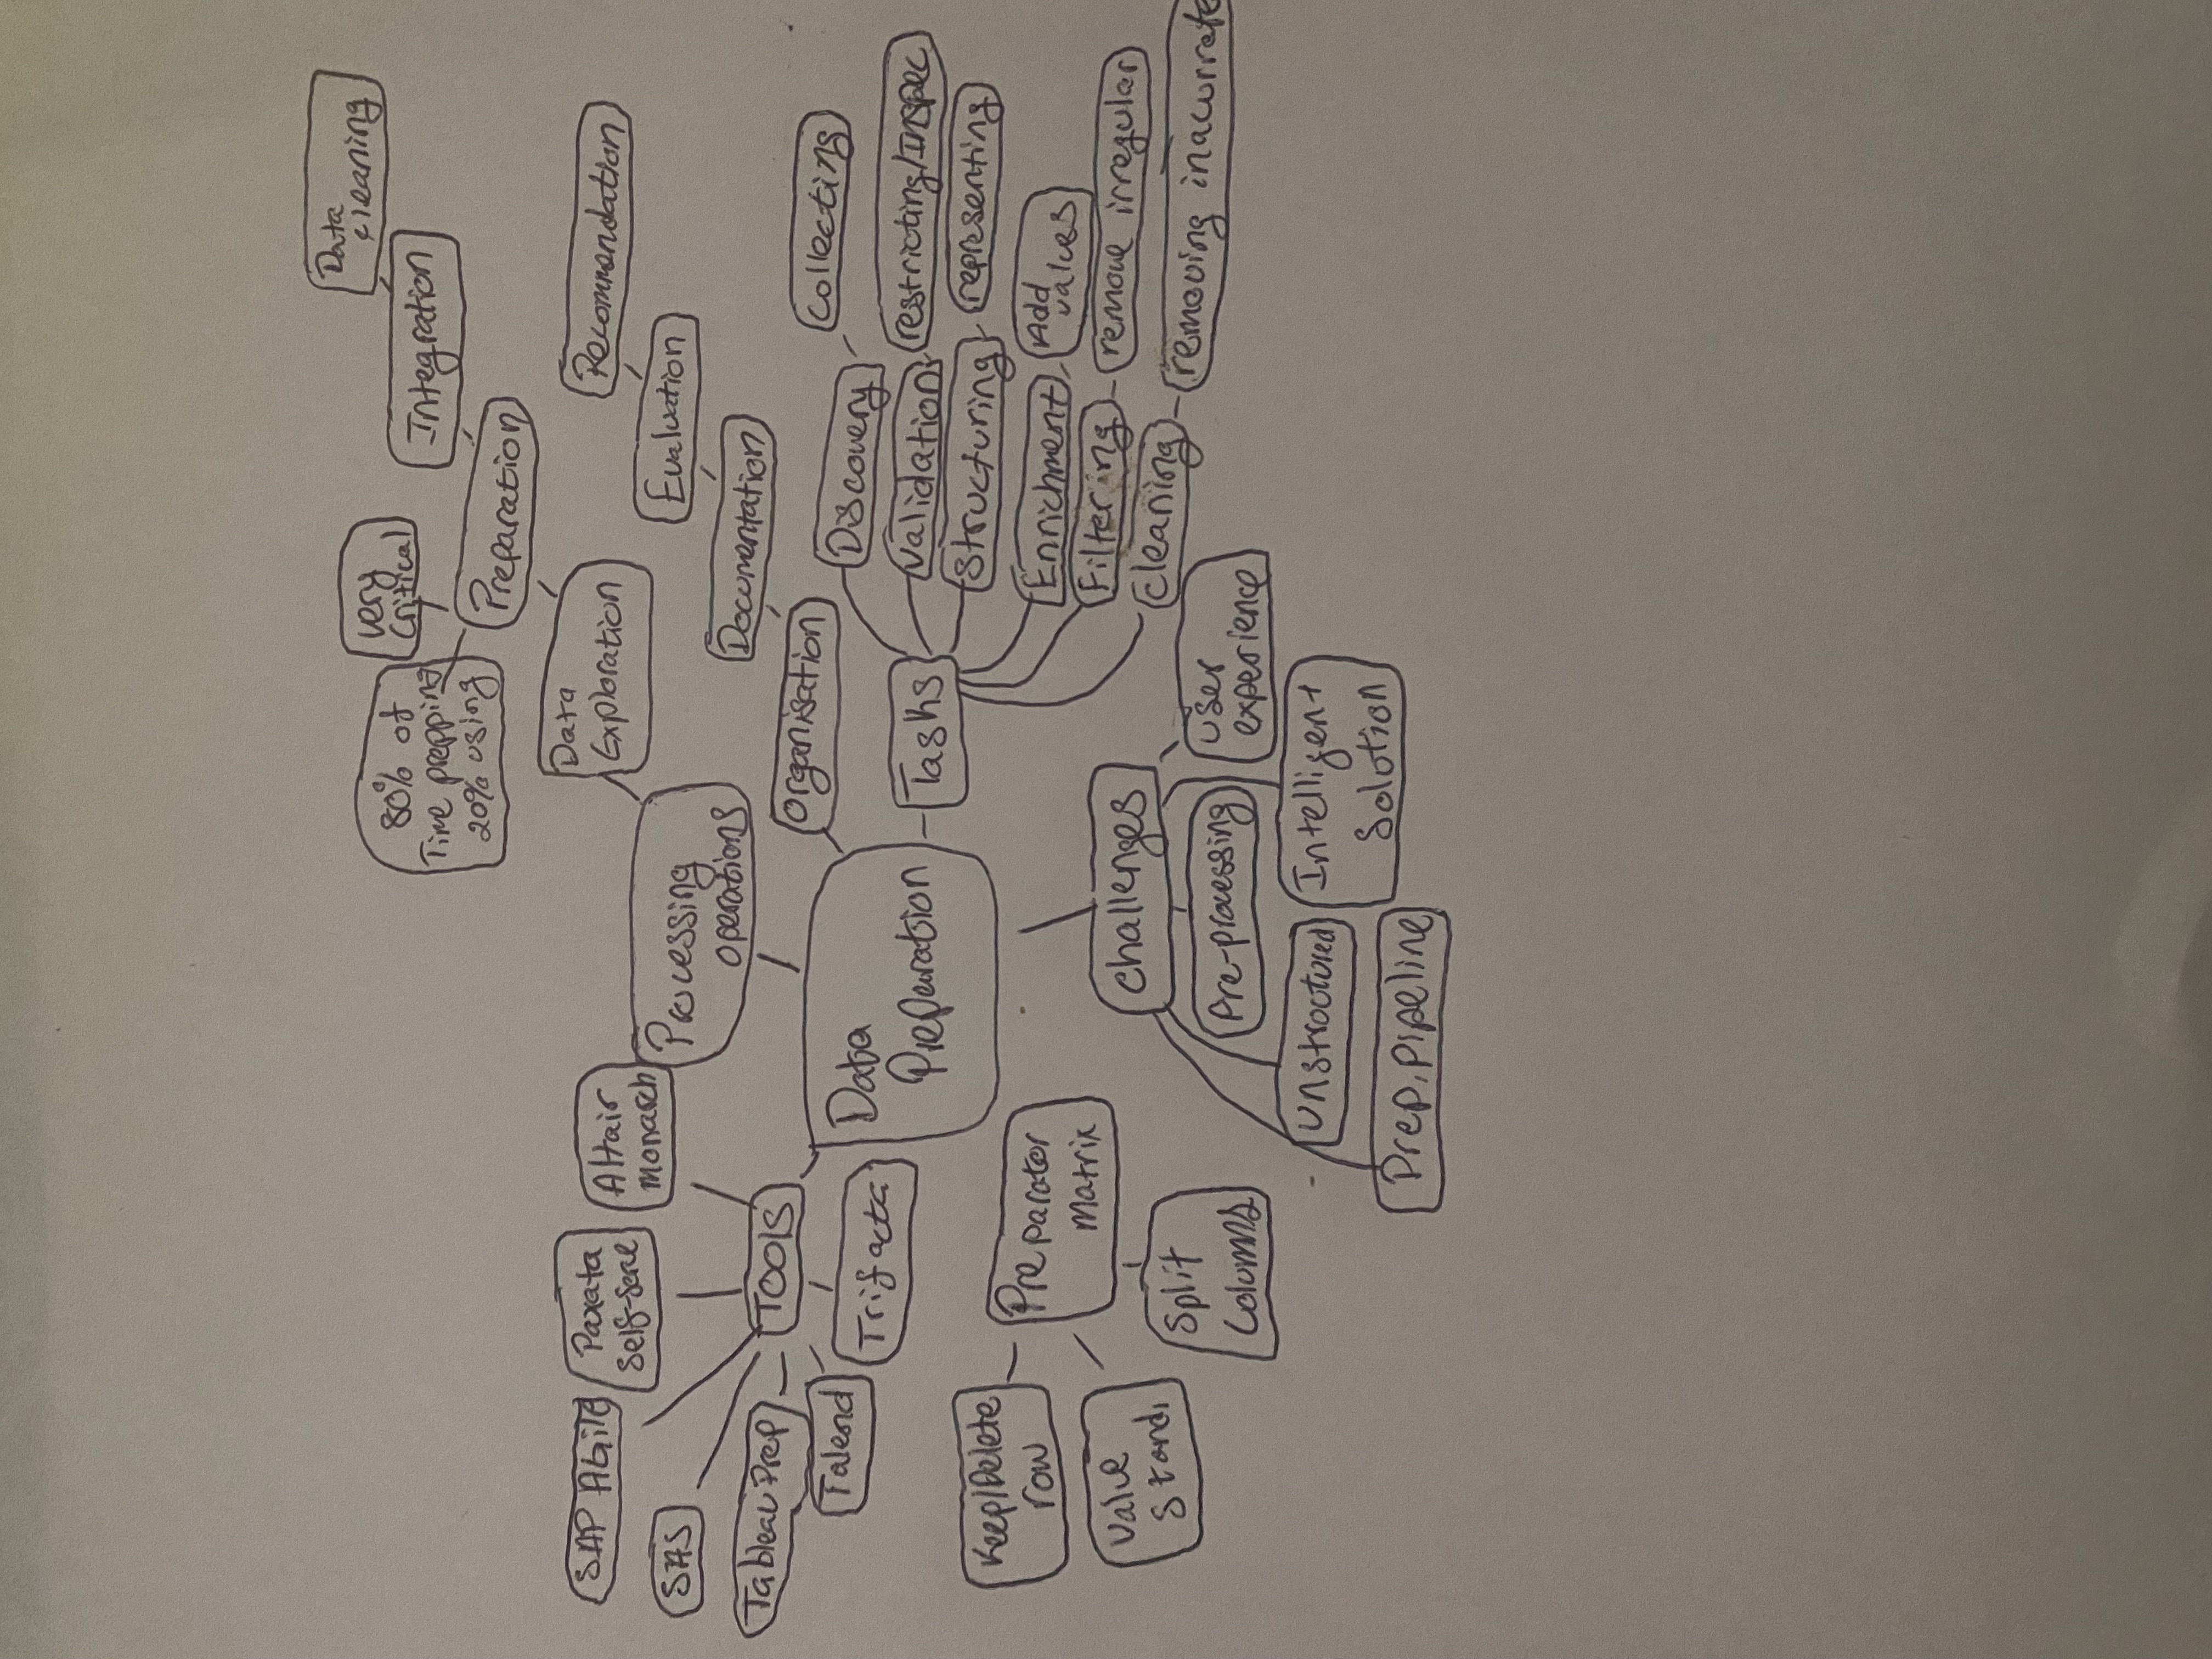 Data
cleaning
very
Critical
80% of
Time prepping
20% using
Integration
Preparation
Data
Exploration
Recommendation
SAP Agile
Paxata
Self-serve
Altair
monarch
Processing
operations
Evaluation
SAS
Documentation
Tableau Prep
TOOLS
organisation
Talend
Trifacta
Data
Preparation
Tasks
Discovery
collecting
validation
restricting/Inspec
structuring
representing
Enrichment
Add
values
Filtering
remove irregular
cleaning
removing inacurrate
Keep/Delete
row
Preparator
matrix
value
stand.
Split
columns
challenges
Pre-processing
user
experience
unstructured
Intelligent
Solution
Prep. pipeline